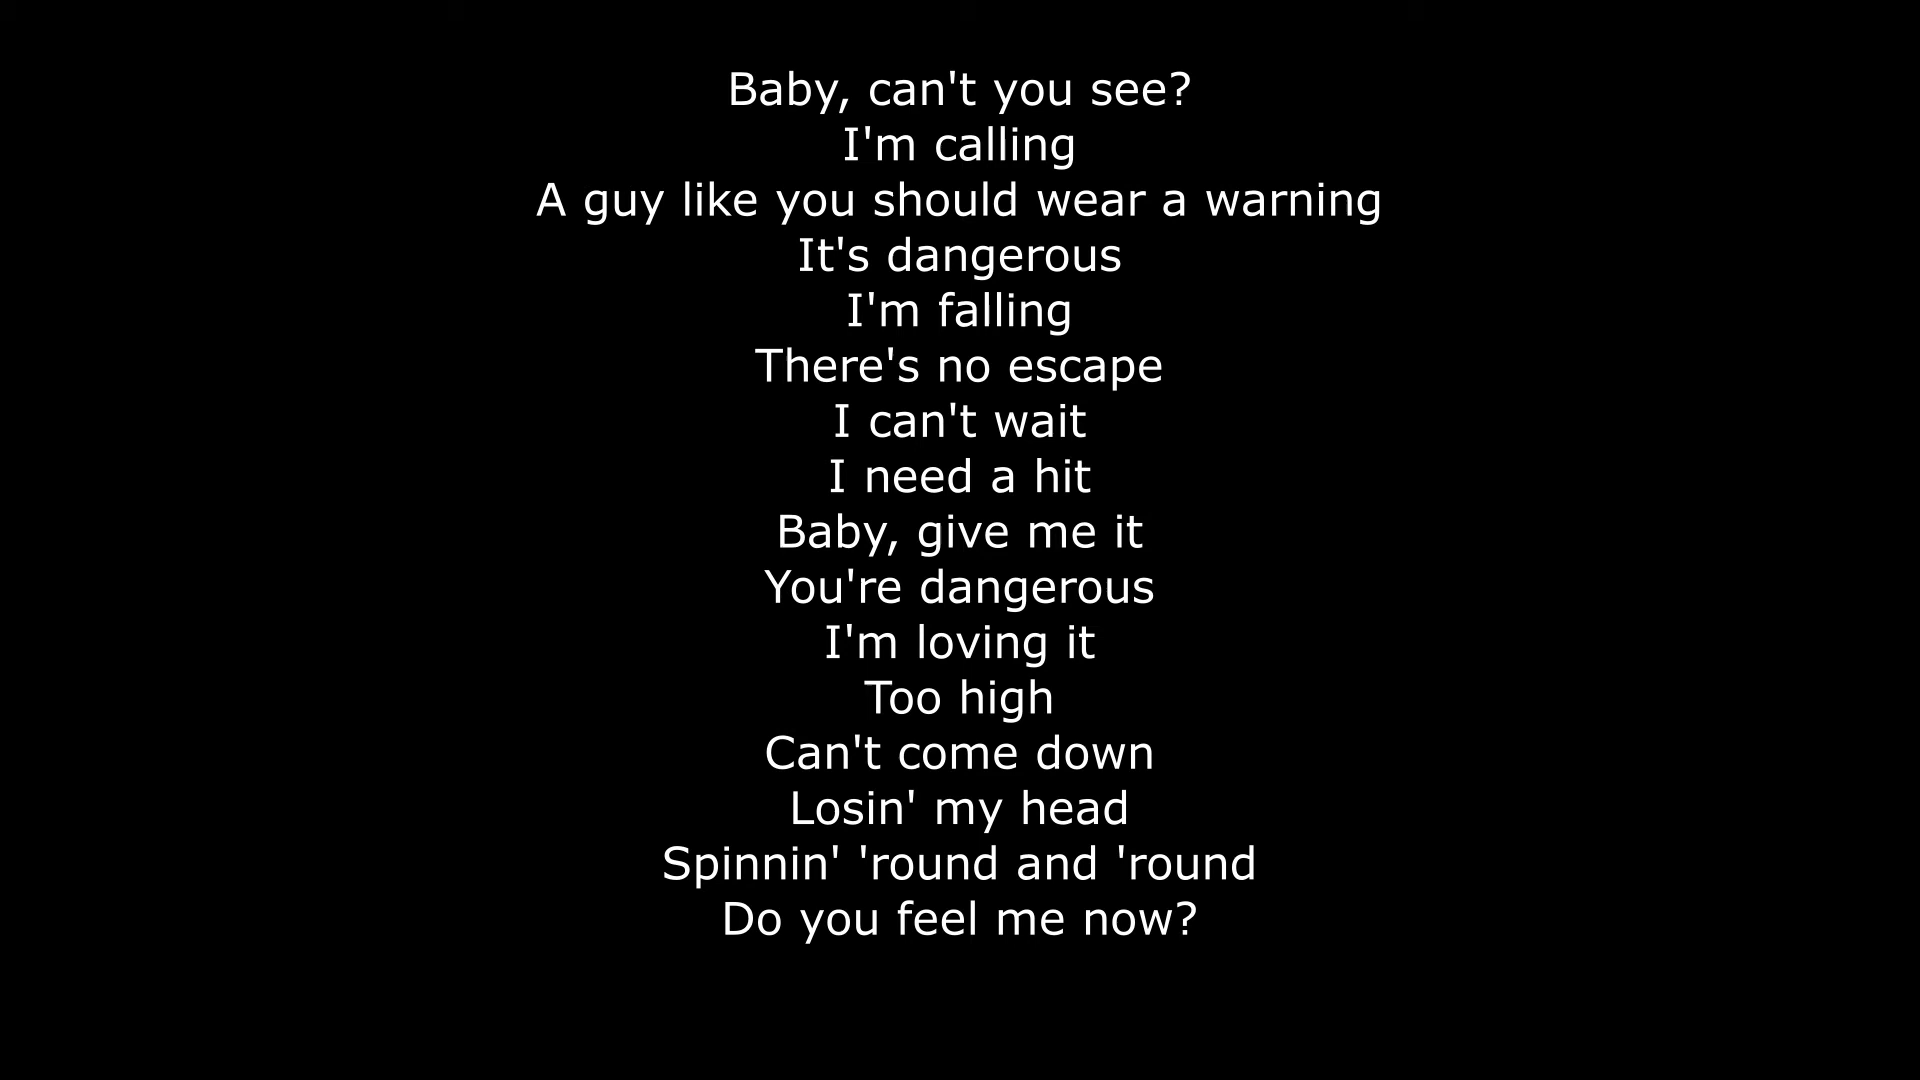 Baby, can't you see?
I'm calling
A guy like you should wear a warning
It's dangerous
I'm falling
There's no escape
I can't wait
I need a hit
Baby, give me it
You're dangerous
I'm loving it
Too high
Can't come down
Losin' my head
Spinnin' 'round and 'round
Do you feel me now?